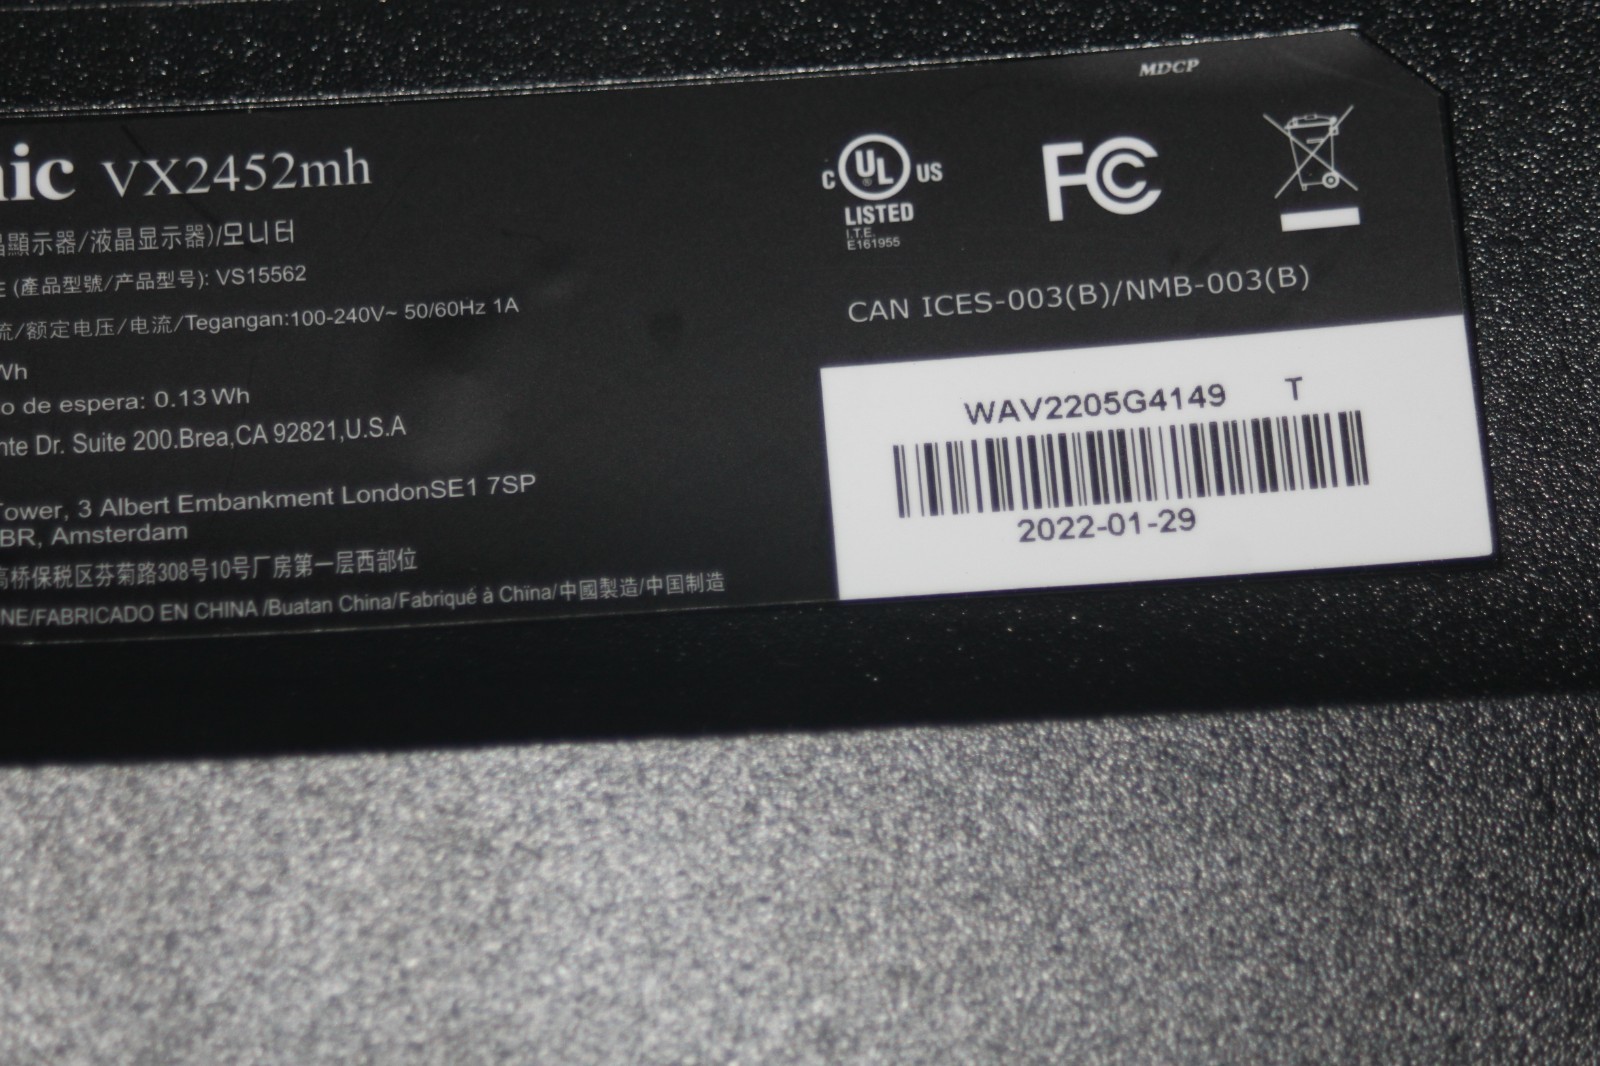 MDCP
nic VX2452mh
晶顯示器/液晶显示器)/모니터
(產品型號/产品型号): VS15562
流/额定电压/电流/Tegangan:100-240V~ 50/60Hz 1A
Wh
o de espera: 0.13 Wh
nte Dr. Suite 200.Brea,CA 92821,U.S.A
Tower, 3 Albert Embankment LondonSE1 7SP
BR, Amsterdam
高桥保税区芬菊路308号10号厂房第一层西部位
NE/FABRICADO EN CHINA /Buatan China/Fabriqué à Chïna/中國製造/中国制造
C UL US
®
LISTED
I.T.E.
E161955
FC
CAN ICES-003(B)/NMB-003(B)
WAV2205G4149 T
2022-01-29